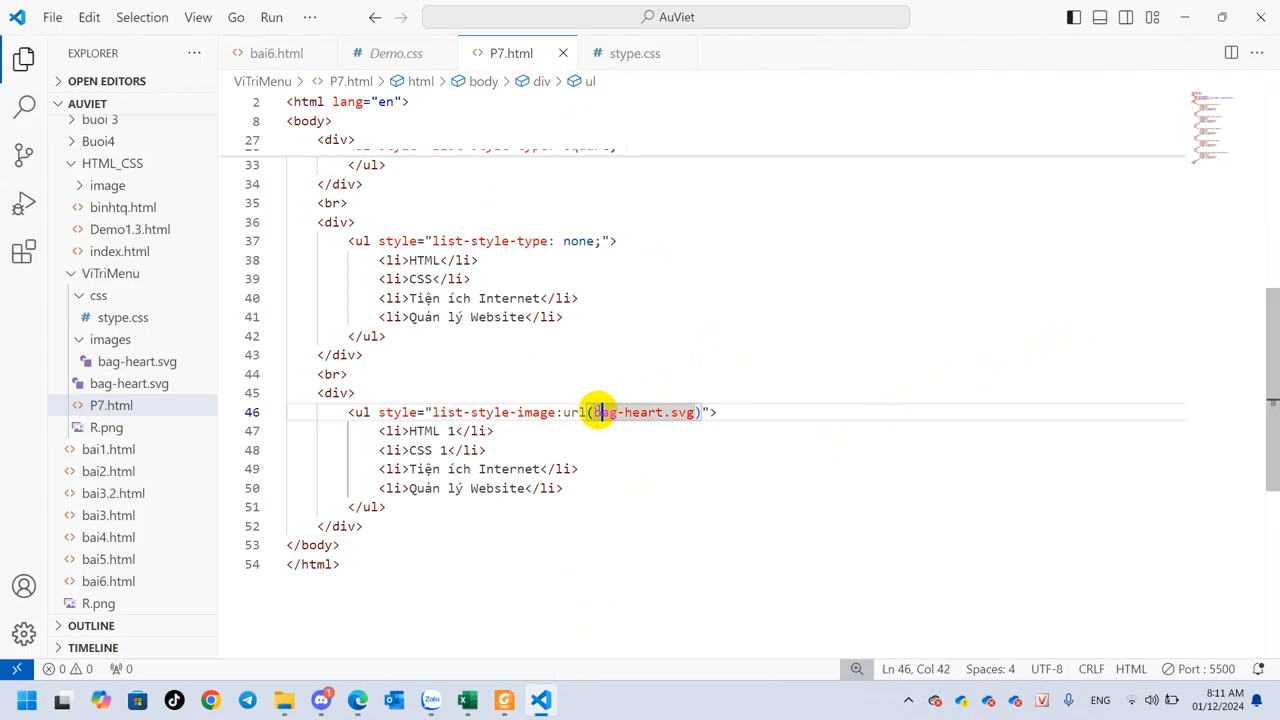 File Edit Selection View Go Run ··· AuViet
EXPLORER ···
OPEN EDITORS
AUVIET
buoi 3
Buoi4
HTML_CSS
image
binhtq.html
Demo1.3.html
index.html
ViTriMenu
css
stype.css
images
bag-heart.svg
bag-heart.svg
P7.html
R.png
bai1.html
bai2.html
bai3.2.html
bai3.html
bai4.html
bai5.html
bai6.html
R.png
OUTLINE
TIMELINE
bai6.html Demo.css P7.html stype.css
ViTriMenu > P7.html > html > body > div > ul
2 <html lang="en">
8 <body>
27 <div>
33 </ul>
34 </div>
35 <br>
36 <div>
37 <ul style="list-style-type: none;">
38 <li>HTML</li>
39 <li>CSS</li>
40 <li>Tiện ích Internet</li>
41 <li>Quản lý Website</li>
42 </ul>
43 </div>
44 <br>
45 <div>
46 <ul style="list-style-image:url(bag-heart.svg)">
47 <li>HTML 1</li>
48 <li>CSS 1</li>
49 <li>Tiện ích Internet</li>
50 <li>Quản lý Website</li>
51 </ul>
52 </div>
53 </body>
54 </html>
0 0 0 Ln 46, Col 42 Spaces: 4 UTF-8 CRLF HTML Port : 5500
Zalo ENG 8:11 AM
01/12/2024